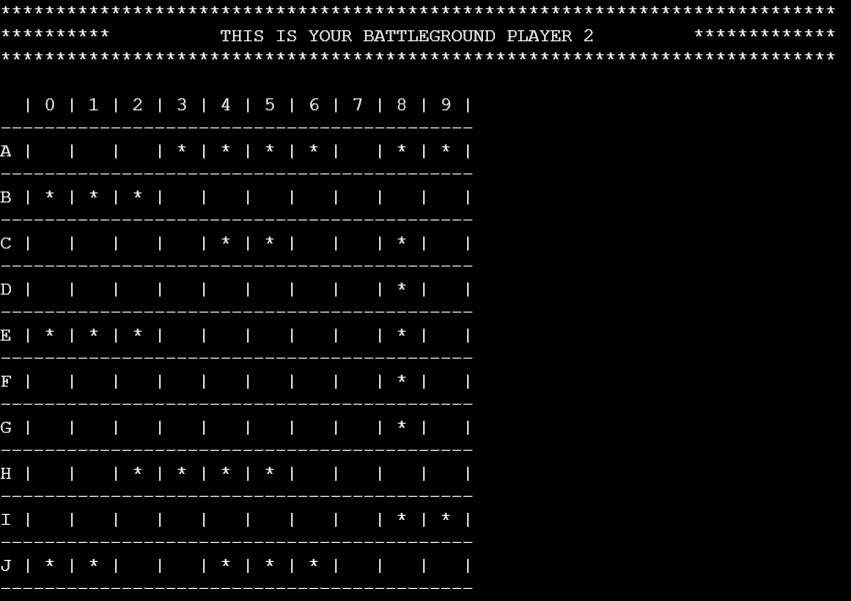 ****************************************************************************
********** THIS IS YOUR BATTLEGROUND PLAYER 2 *************
****************************************************************************
  | 0 | 1 | 2 | 3 | 4 | 5 | 6 | 7 | 8 | 9 |
-------------------------------------------
A |   |   |   | * | * | * | * |   | * | * |
-------------------------------------------
B | * | * | * |   |   |   |   |   |   |   |
-------------------------------------------
C |   |   |   |   | * | * |   |   | * |   |
-------------------------------------------
D |   |   |   |   |   |   |   |   | * |   |
-------------------------------------------
E | * | * | * |   |   |   |   |   | * |   |
-------------------------------------------
F |   |   |   |   |   |   |   |   | * |   |
-------------------------------------------
G |   |   |   |   |   |   |   |   | * |   |
-------------------------------------------
H |   |   | * | * | * | * |   |   |   |   |
-------------------------------------------
I |   |   |   |   |   |   |   |   | * | * |
-------------------------------------------
J | * | * |   |   | * | * | * |   |   |   |
-------------------------------------------